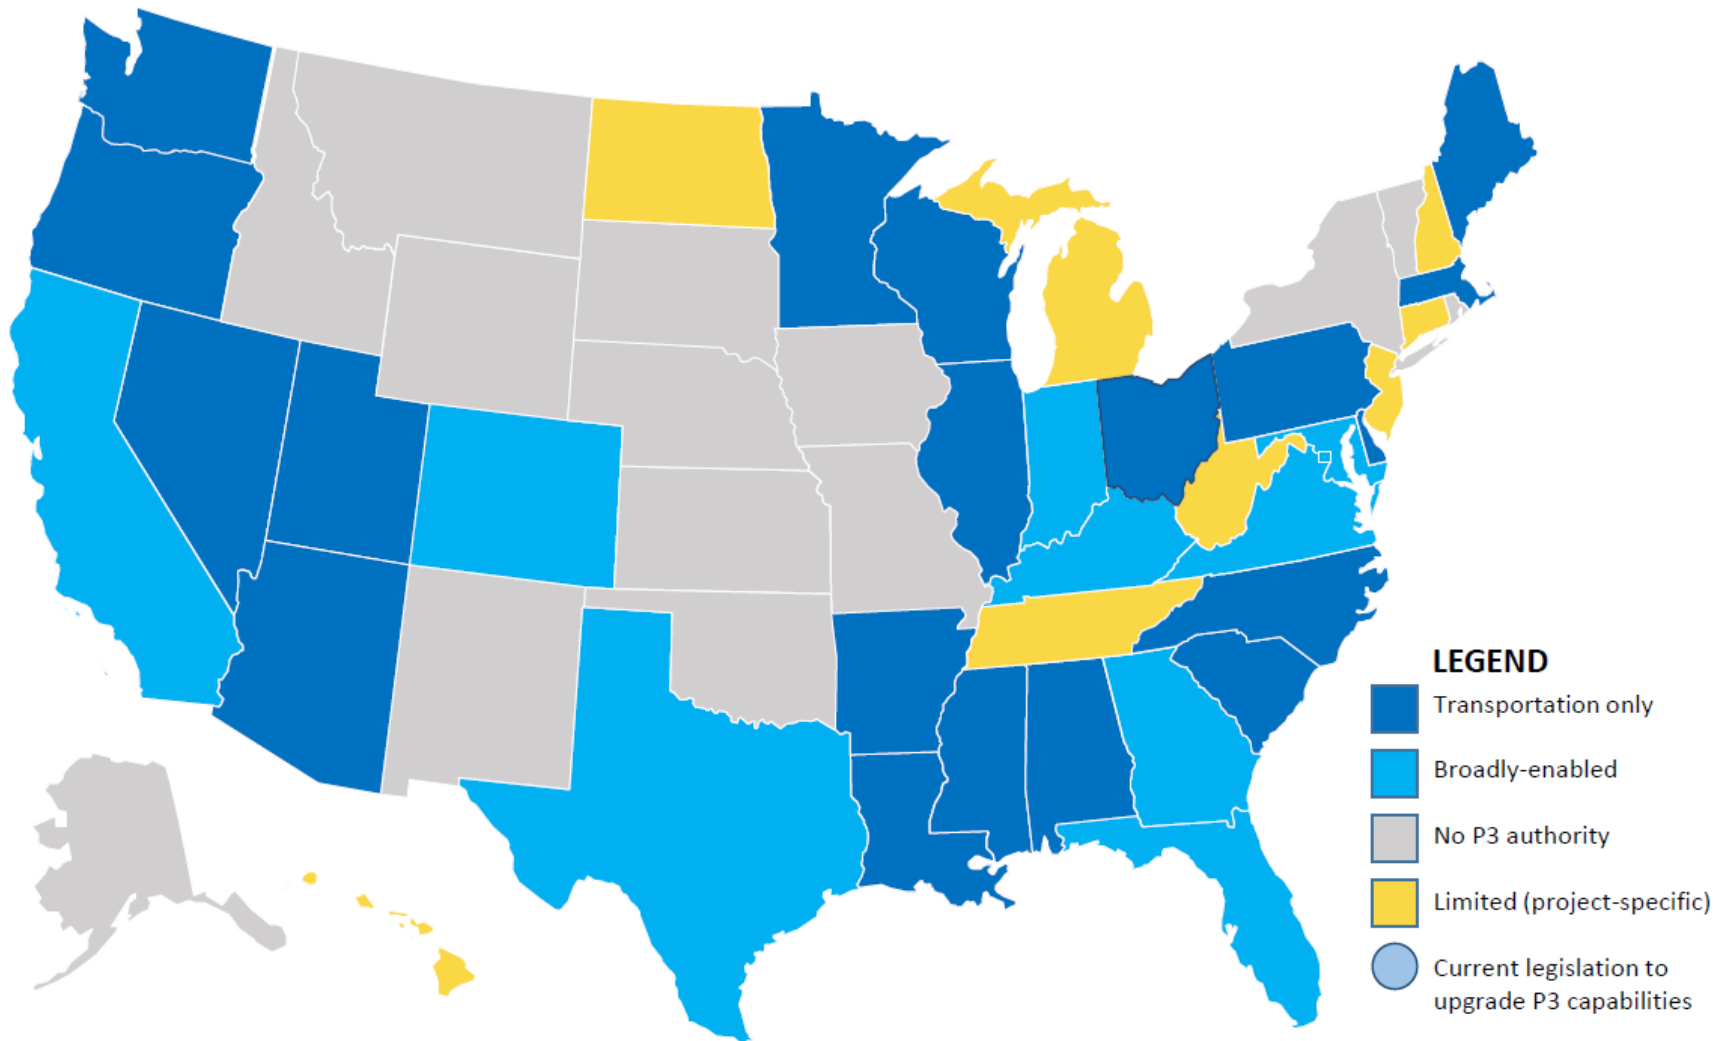 LEGEND
Transportation only
Broadly-enabled
No P3 authority
Limited (project-specific)
Current legislation to
upgrade P3 capabilities